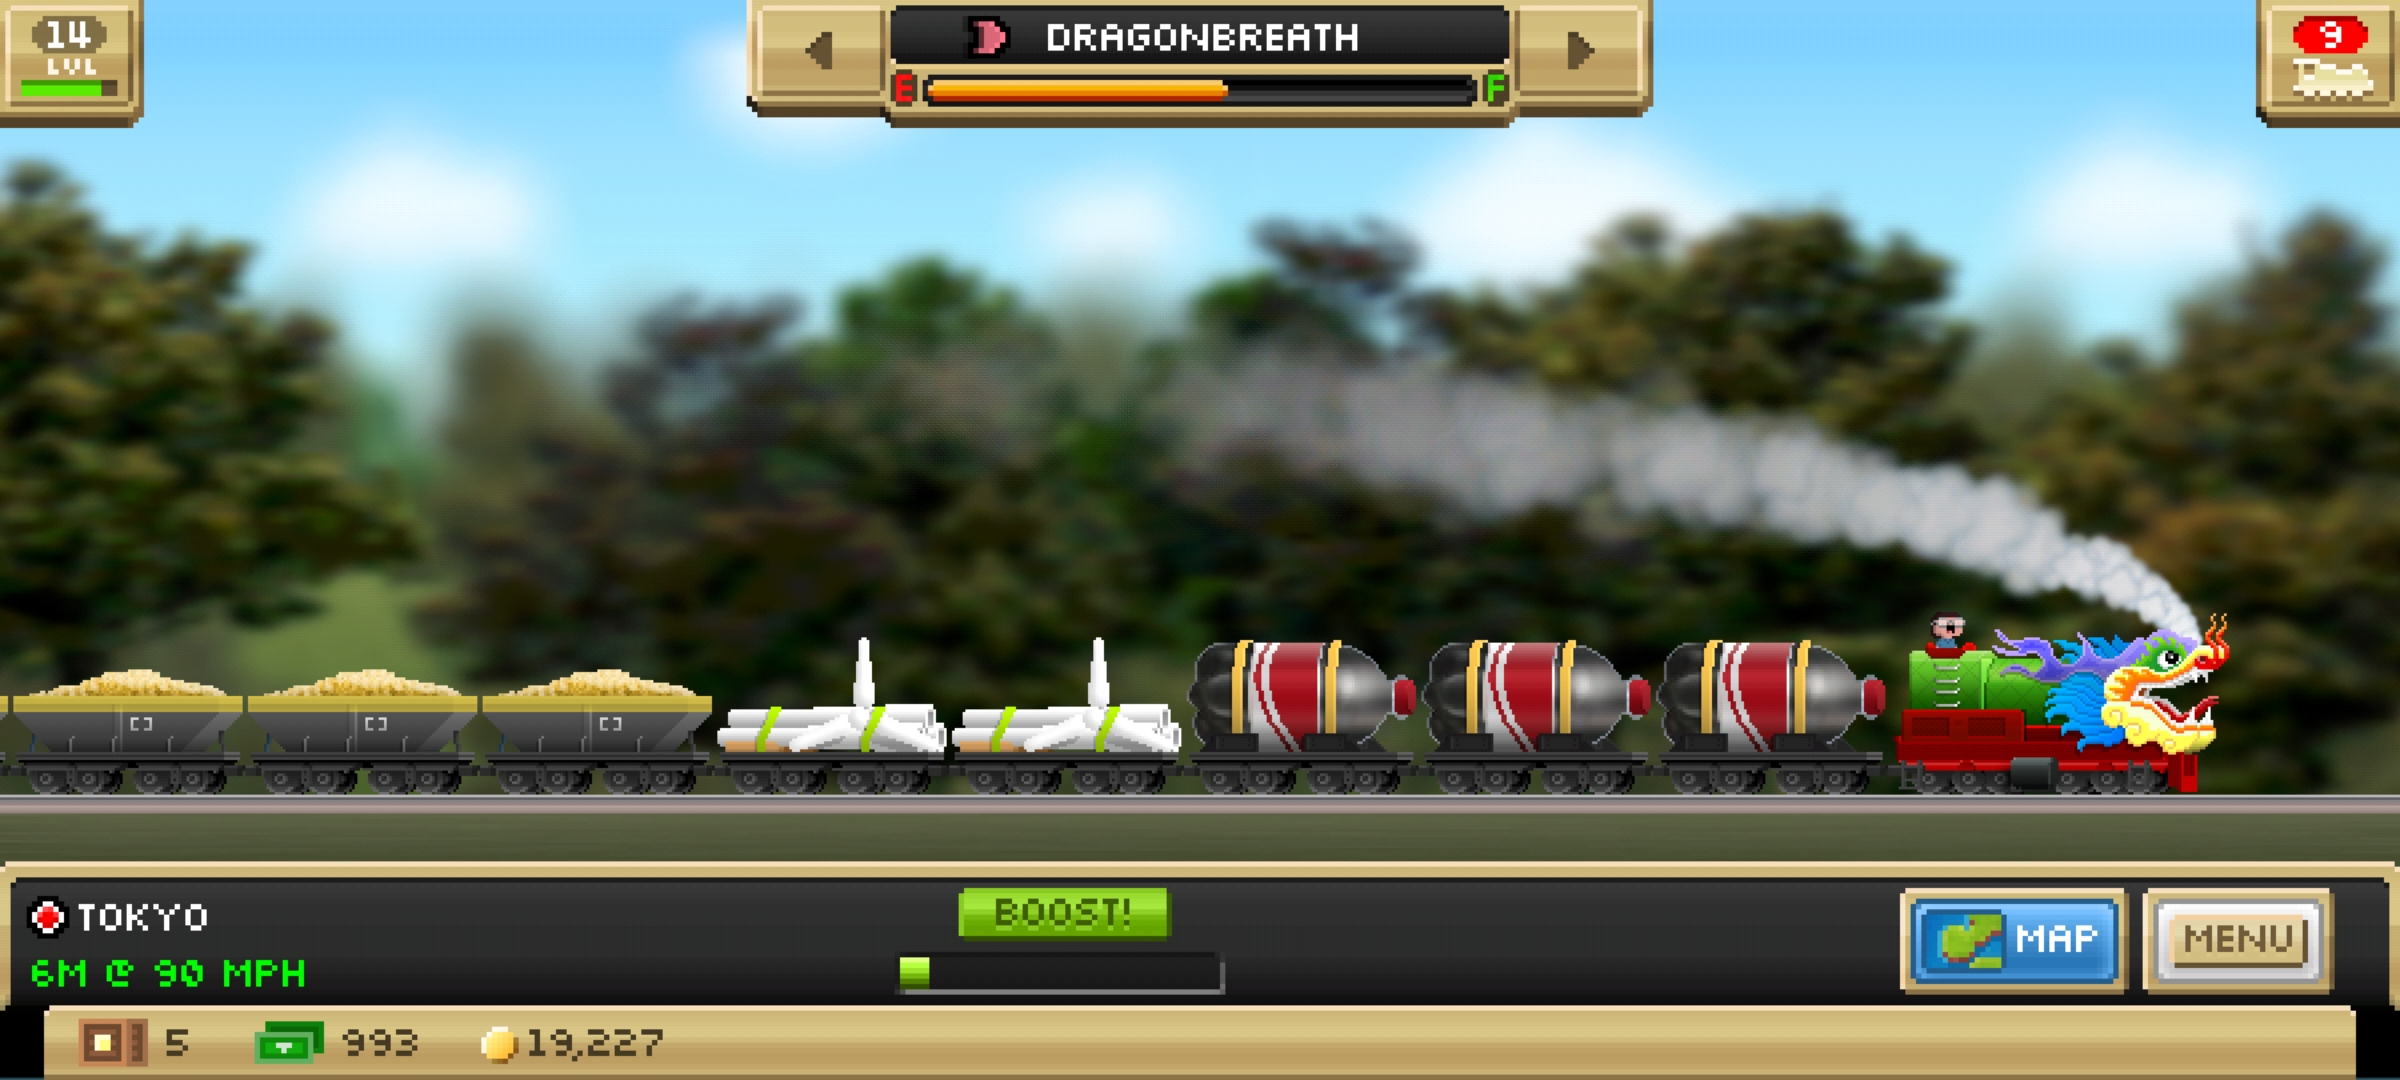 14
LVL
DRAGONBREATH
E F
9
TOKYO
6M @ 90 MPH
BOOST!
MAP
MENU
5 993 19,227